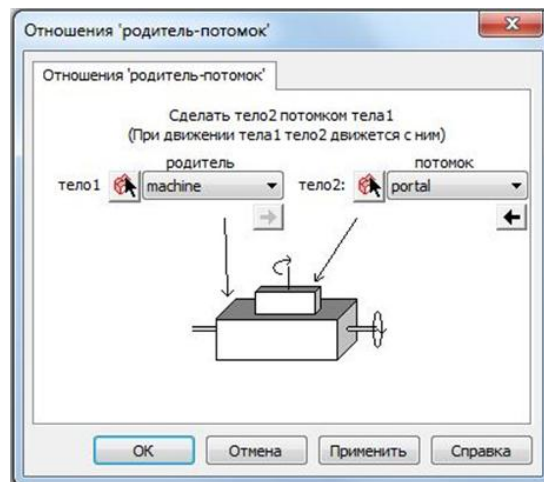 Отношения 'родитель-потомок'
Отношения 'родитель-потомок'
Сделать тело2 потомком тела1
(При движении тела1 тело2 движется с ним)
родитель потомок
тело1 machine тело2: portal
ОК Отмена Применить Справка